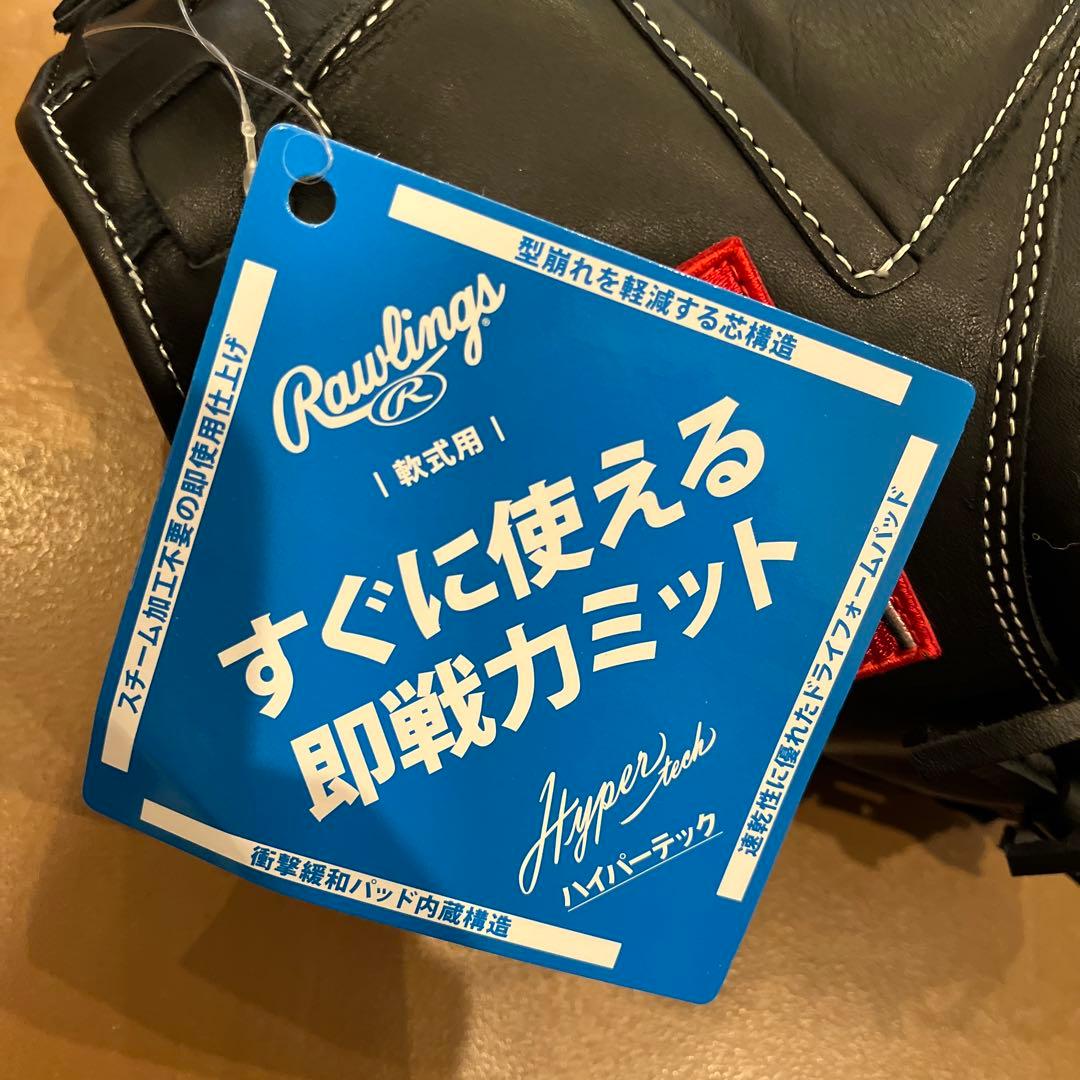 型崩れを軽減する芯構造
Rawlings®
R
| 軟式用 |
すぐに使える
即戦力ミット
Hyper tech
ハイパーテック
スチーム加工不要の即使用仕上げ
速乾性に優れたドライフォームパッド
衝撃緩和パッド内蔵構造